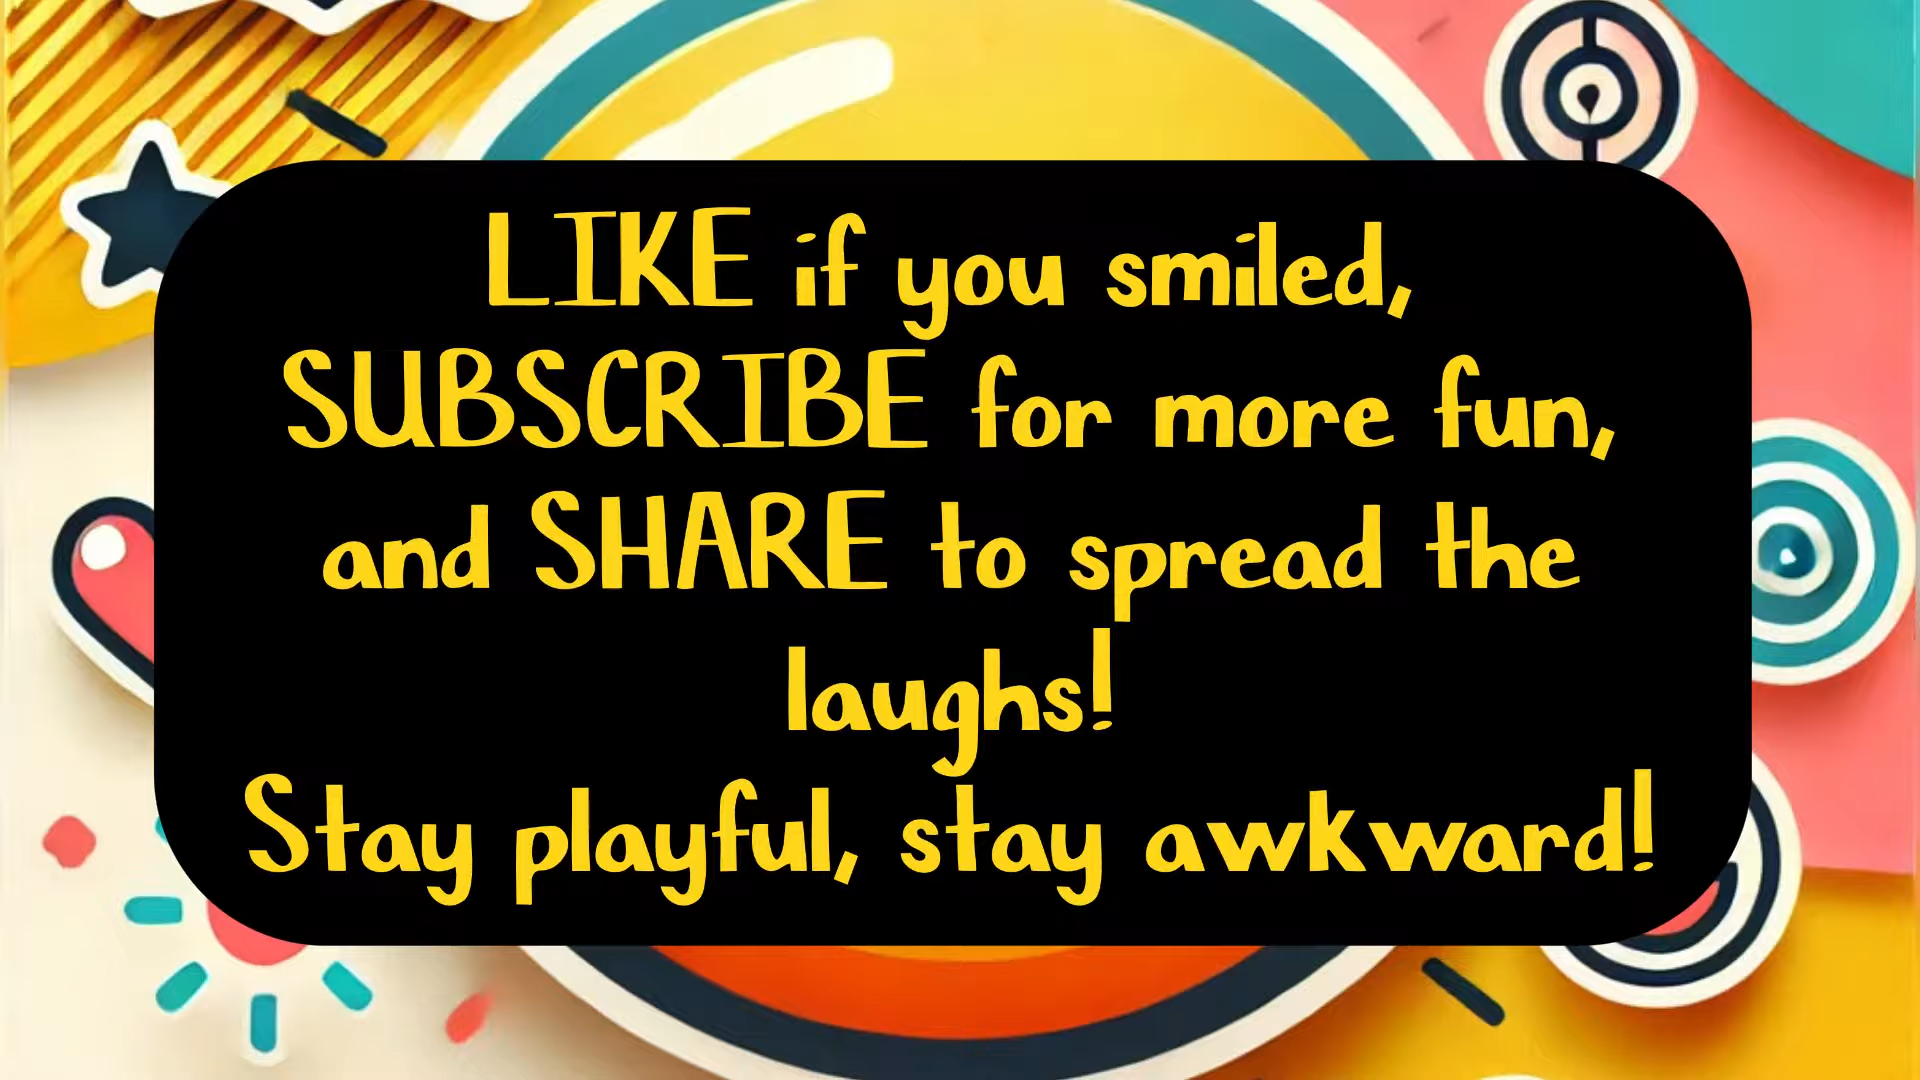 LIKE if you smiled,
SUBSCRIBE for more fun,
and SHARE to spread the
laughs!
Stay playful, stay awkward!